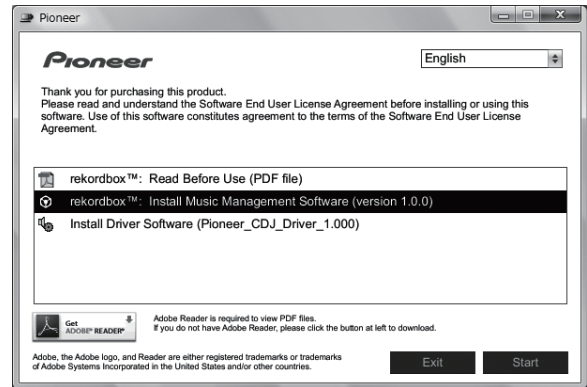 Pioneer
Pioneer
English
Thank you for purchasing this product.
Please read and understand the Software End User License Agreement before installing or using this
software. Use of this software constitutes agreement to the terms of the Software End User License
Agreement.
rekordbox™: Read Before Use (PDF file)
rekordbox™: Install Music Management Software (version 1.0.0)
Install Driver Software (Pioneer_CDJ_Driver_1.000)
Get
ADOBE® READER®
Adobe Reader is required to view PDF files.
If you do not have Adobe Reader, please click the button at left to download.
Adobe, the Adobe logo, and Reader are either registered trademarks or trademarks
of Adobe Systems Incorporated in the United States and/or other countries.
Exit
Start